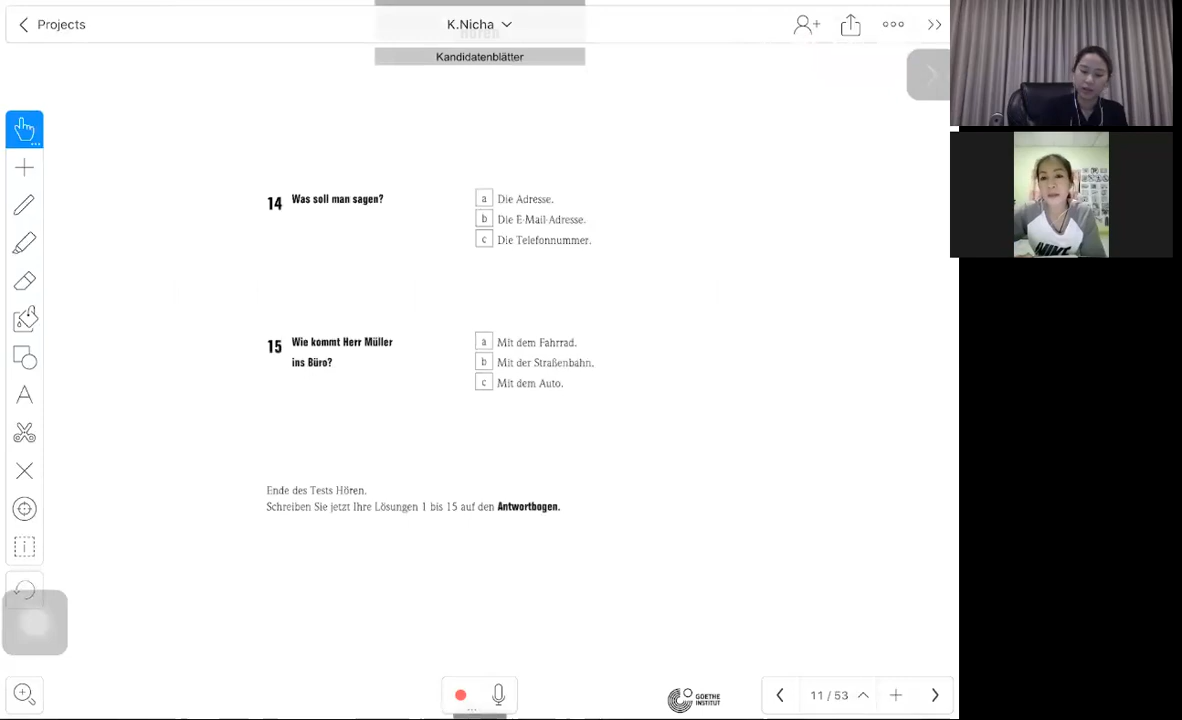 Projects
K.Nicha
Hören
Kandidatenblätter
14 Was soll man sagen?
a Die Adresse.
b Die E-Mail-Adresse.
c Die Telefonnummer.
15 Wie kommt Herr Müller
ins Büro?
a Mit dem Fahrrad.
b Mit der Straßenbahn.
c Mit dem Auto.
Ende des Tests Hören.
Schreiben Sie jetzt Ihre Lösungen 1 bis 15 auf den Antwortbogen.
A
i
GOETHE
INSTITUT
11 / 53
NIKE